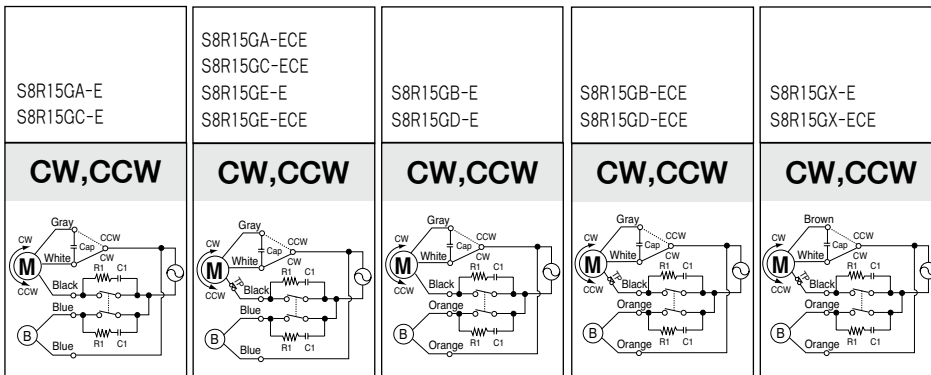 S8R15GA-E
S8R15GC-E
CW,CCW
Gray
CW
CCW
Cap
CW
White
M
R1 C1
CCW
Black
Blue
B
R1 C1
Blue
S8R15GA-ECE
S8R15GC-ECE
S8R15GE-E
S8R15GE-ECE
CW,CCW
Gray
CW
CCW
Cap
CW
White
M
R1 C1
TP
Black
CCW
Blue
B
R1 C1
Blue
S8R15GB-E
S8R15GD-E
CW,CCW
Gray
CW
CCW
Cap
CW
White
M
R1 C1
CCW
Black
Orange
B
R1 C1
Orange
S8R15GB-ECE
S8R15GD-ECE
CW,CCW
Gray
CW
CCW
Cap
CW
White
M
R1 C1
TP
Black
CCW
Orange
B
R1 C1
Orange
S8R15GX-E
S8R15GX-ECE
CW,CCW
Brown
CW
CCW
Cap
CW
White
M
R1 C1
TP
Black
CCW
Orange
B
R1 C1
Orange